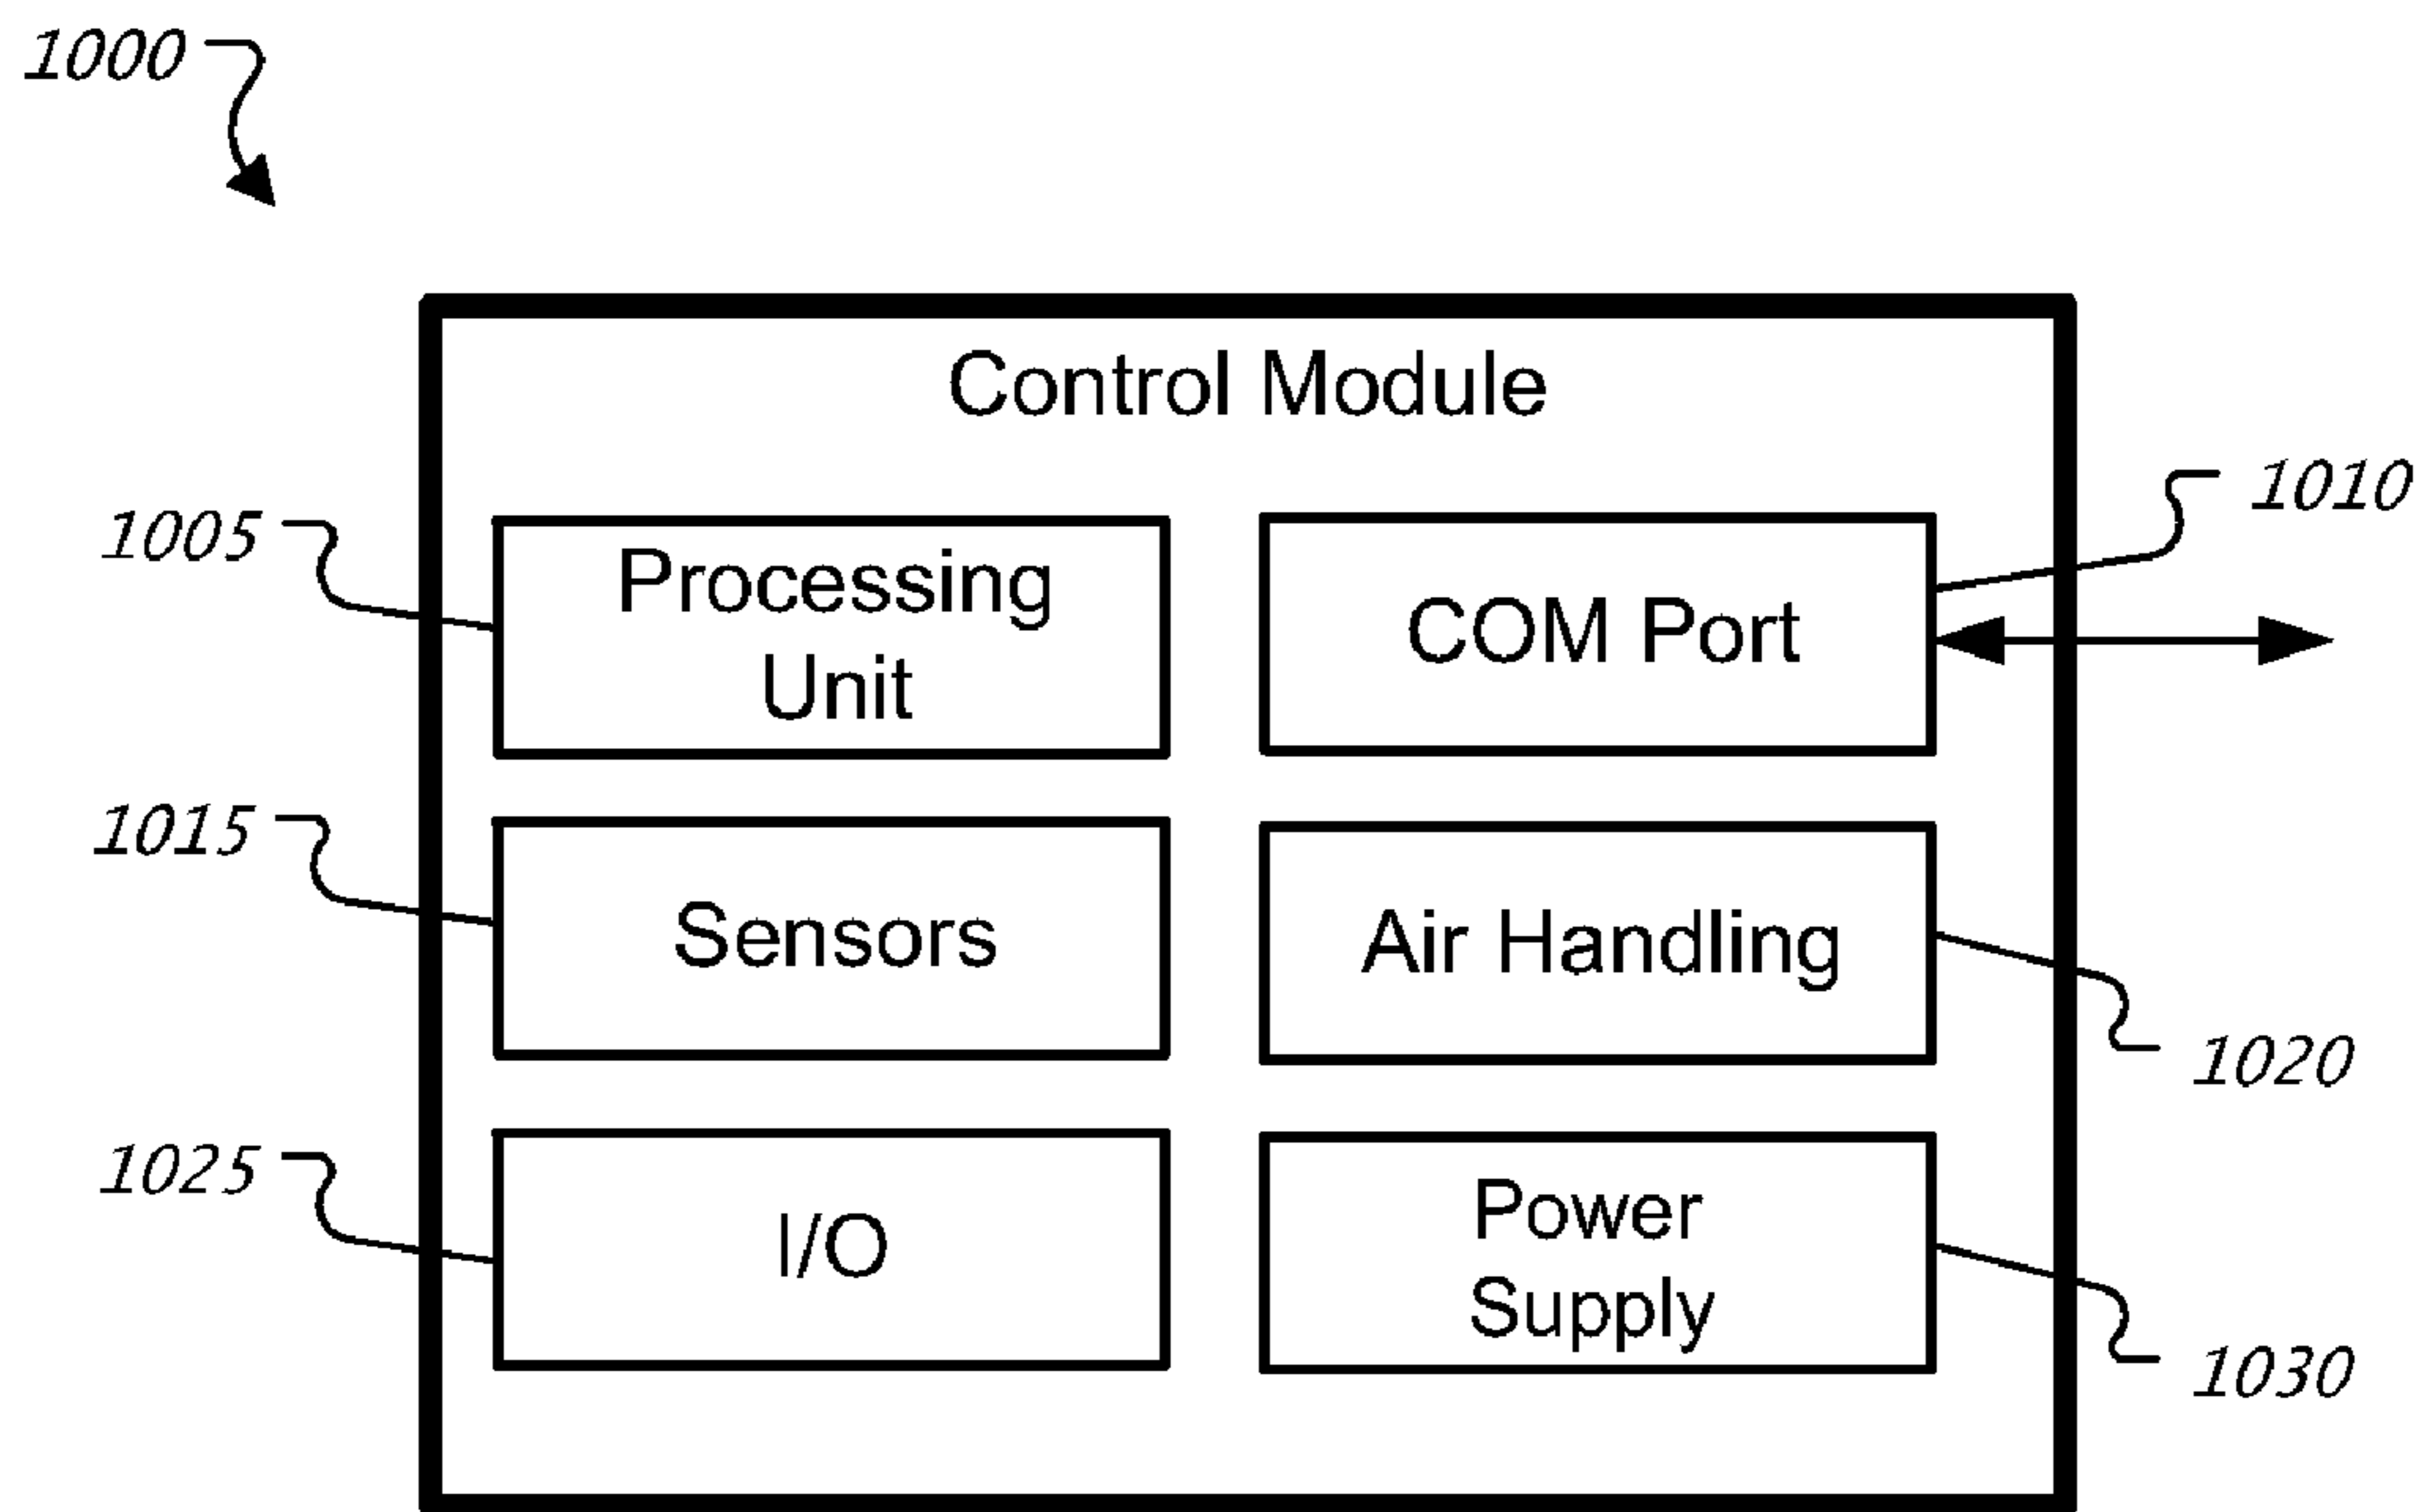 1000
Control Module
1005
Processing
Unit
COM Port
1010
1015
Sensors
Air Handling
1020
1025
I/O
Power
Supply
1030